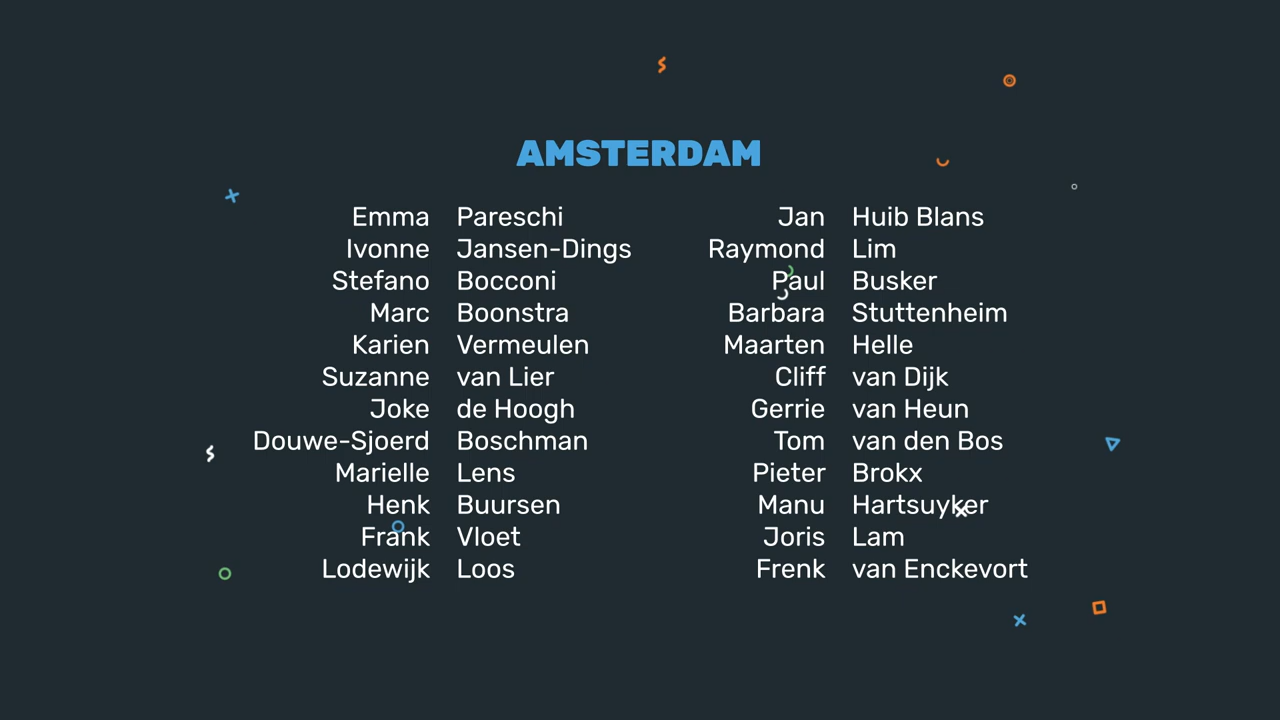 AMSTERDAM
Emma Pareschi
Ivonne Jansen-Dings
Stefano Bocconi
Marc Boonstra
Karien Vermeulen
Suzanne van Lier
Joke de Hoogh
Douwe-Sjoerd Boschman
Marielle Lens
Henk Buursen
Frank Vloet
Lodewijk Loos
Jan Huib Blans
Raymond Lim
Paul Busker
Barbara Stuttenheim
Maarten Helle
Cliff van Dijk
Gerrie van Heun
Tom van den Bos
Pieter Brokx
Manu Hartsuyker
Joris Lam
Frenk van Enckevort